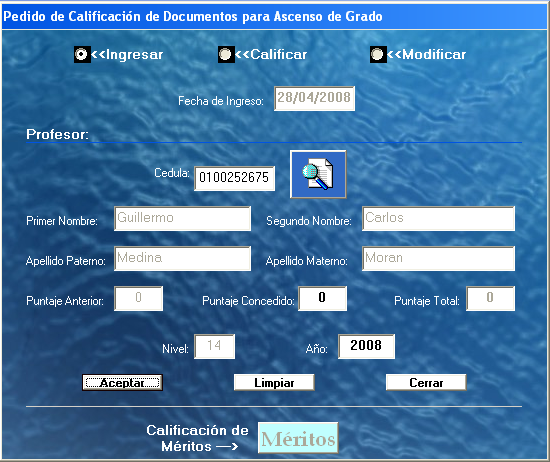 Pedido de Calificación de Documentos para Ascenso de Grado
<<Ingresar <<Calificar <<Modificar
Fecha de Ingreso: 28/04/2008
Profesor:
Cedula: 0100252675
Primer Nombre: Guillermo Segundo Nombre: Carlos
Apellido Paterno: Medina Apellido Materno: Moran
Puntaje Anterior: 0 Puntaje Concedido: 0 Puntaje Total: 0
Nivel: 14 Año: 2008
Aceptar Limpiar Cerrar
Calificación de
Méritos —> Méritos